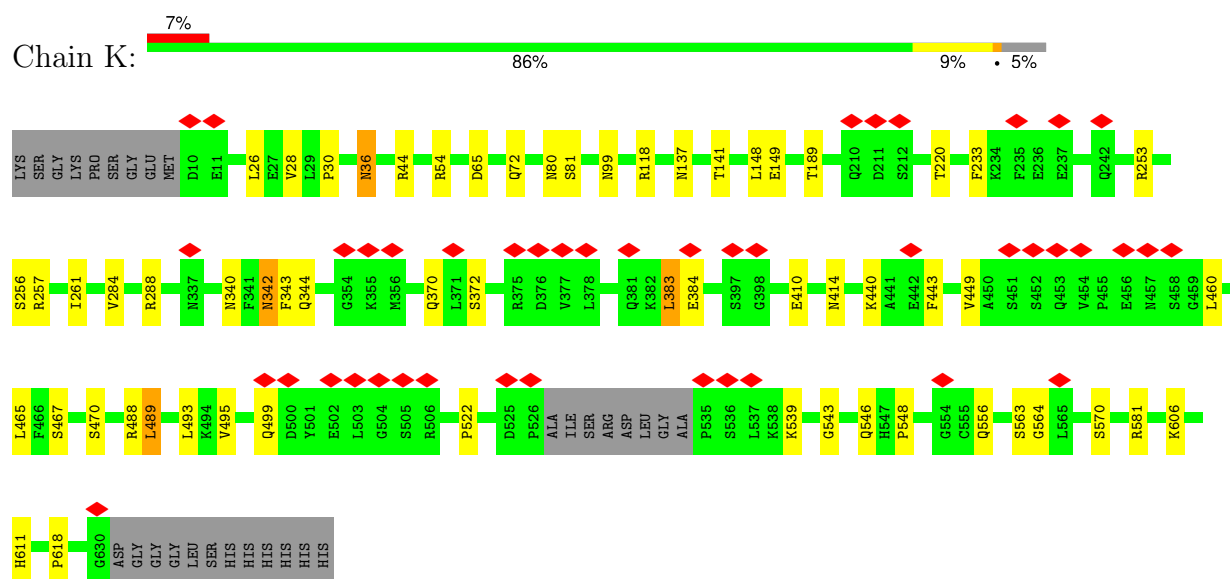 7%
Chain K:
86% 9% • 5%
LYS SER GLY LYS PRO SER GLY GLU MET D10 E11 L26 E27 V28 L29 P30 N36 R44 R54 D65 Q72 N80 S81 N99 R118 N137 T141 L148 E149 T189 Q210 D211 S212 T220 F233 K234 F235 E236 E237 Q242 R253
S256 R257 I261 V284 R288 N337 N340 F341 N342 F343 Q344 G354 K355 M356 Q370 L371 S372 R375 D376 V377 L378 Q381 K382 L383 E384 S397 G398 E410 N414 K440 A441 E442 F443 V449 A450 S451 S452 Q453 V454 P455 E456 N457 S458 G459 L460
L465 F466 S467 S470 R488 L489 L493 K494 V495 Q499 D500 Y501 E502 L503 G504 S505 R506 P522 D525 P526 ALA ILE SER ARG ASP LEU GLY ALA P535 S536 L537 K538 K539 G543 Q546 H547 P548 G554 C555 Q556 S563 G564 L565 S570 R581 K606
H611 P618 G630 ASP GLY GLY GLY LEU SER HIS HIS HIS HIS HIS HIS